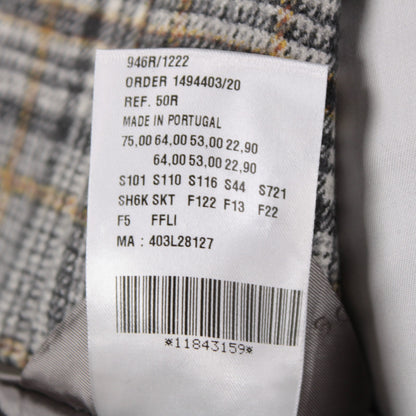 946R/1222
ORDER 1494403/20
REF. 50R
MADE IN PORTUGAL
75,00 64,00 53,00 22,90
64,00 53,00 22,90
S101 S110 S116 S44 S721
SH6K SKT F122 F13 F22
F5 FFLI
MA : 403L28127
*11843159*